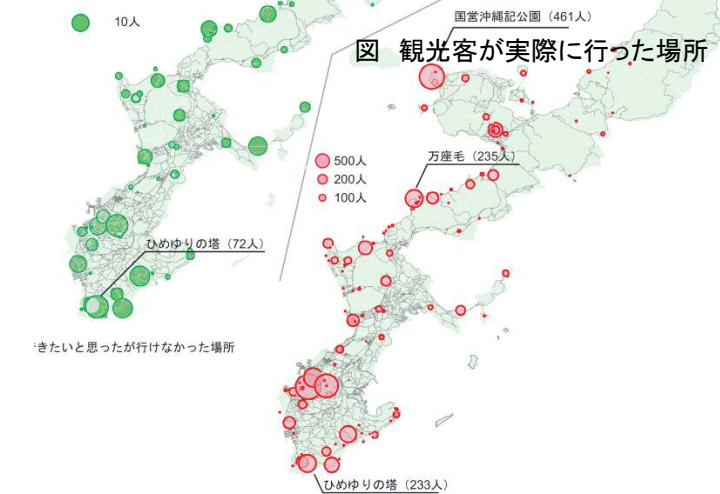 国営沖縄記公園（461人）
図　観光客が実際に行った場所
10人
万座毛（235人）
500人
200人
100人
ひめゆりの塔（72人）
きたいと思ったが行けなかった場所
ひめゆりの塔（233人）